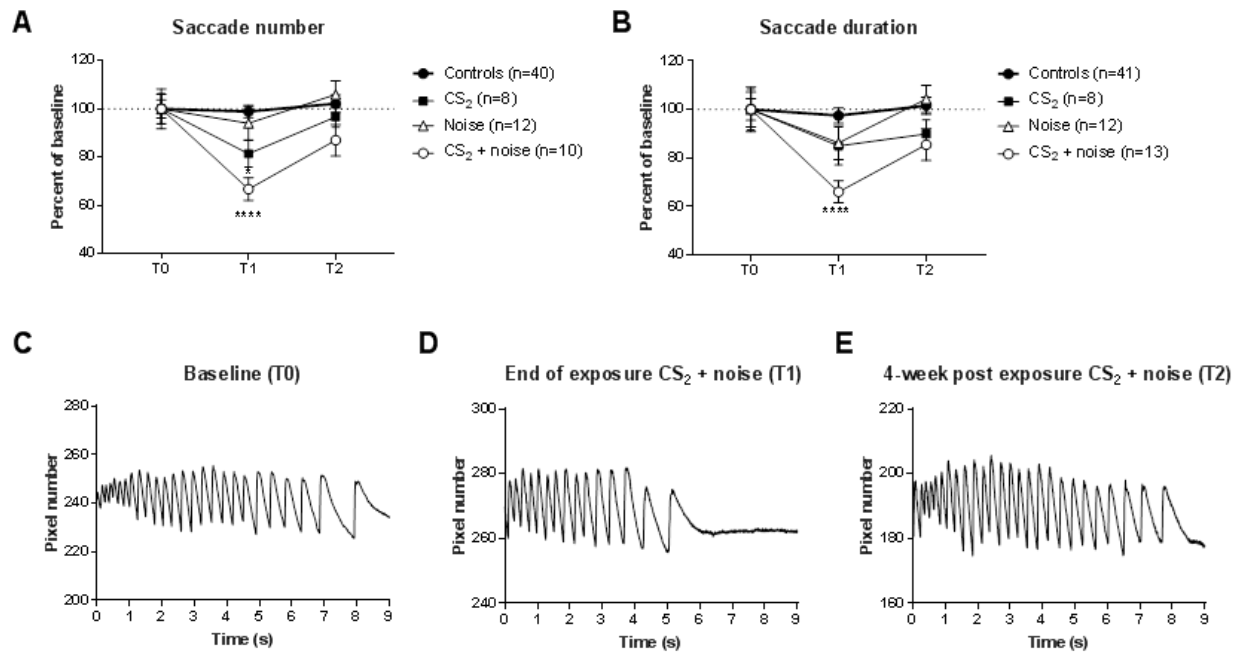 A
Saccade number
Percent of baseline
120
100
80
60
40
T0
T1
T2
*
****
Controls (n=40)
CS₂ (n=8)
Noise (n=12)
CS₂ + noise (n=10)
B
Saccade duration
Percent of baseline
120
100
80
60
40
T0
T1
T2
****
Controls (n=41)
CS₂ (n=8)
Noise (n=12)
CS₂ + noise (n=13)
C
Baseline (T0)
Pixel number
280
260
240
220
200
0 1 2 3 4 5 6 7 8 9
Time (s)
D
End of exposure CS₂ + noise (T1)
Pixel number
300
280
260
240
0 1 2 3 4 5 6 7 8 9
Time (s)
E
4-week post exposure CS₂ + noise (T2)
Pixel number
220
200
180
160
0 1 2 3 4 5 6 7 8 9
Time (s)